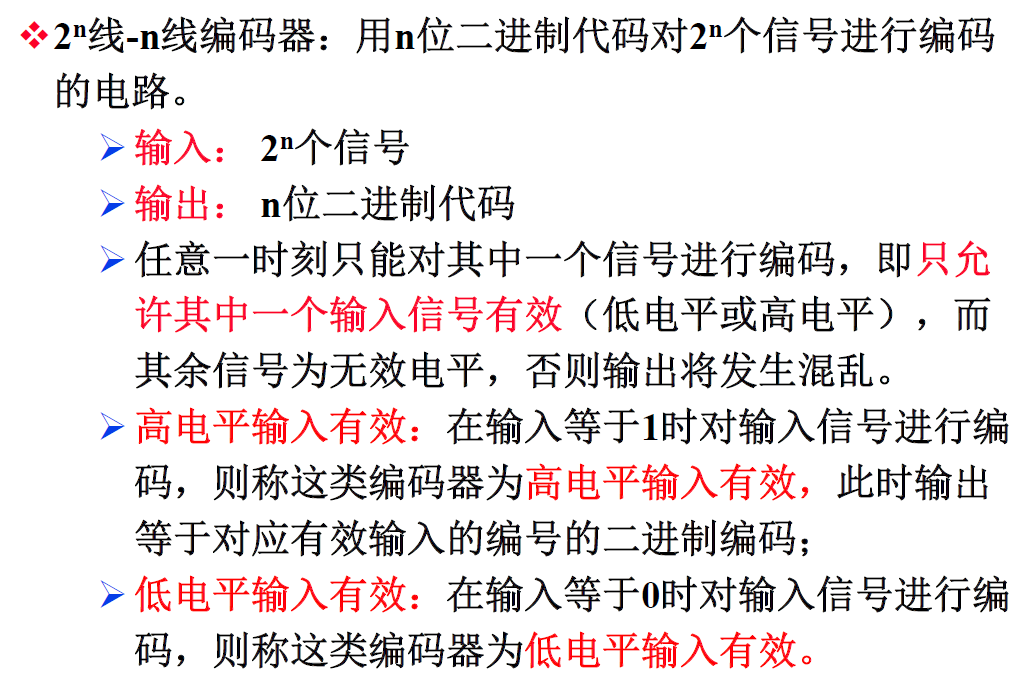 ❖2ⁿ线-n线编码器：用n位二进制代码对2ⁿ个信号进行编码
的电路。
➢输入： 2ⁿ个信号
➢输出： n位二进制代码
➢任意一时刻只能对其中一个信号进行编码，即只允
许其中一个输入信号有效（低电平或高电平），而
其余信号为无效电平，否则输出将发生混乱。
➢高电平输入有效：在输入等于1时对输入信号进行编
码，则称这类编码器为高电平输入有效，此时输出
等于对应有效输入的编号的二进制编码；
➢低电平输入有效：在输入等于0时对输入信号进行编
码，则称这类编码器为低电平输入有效。